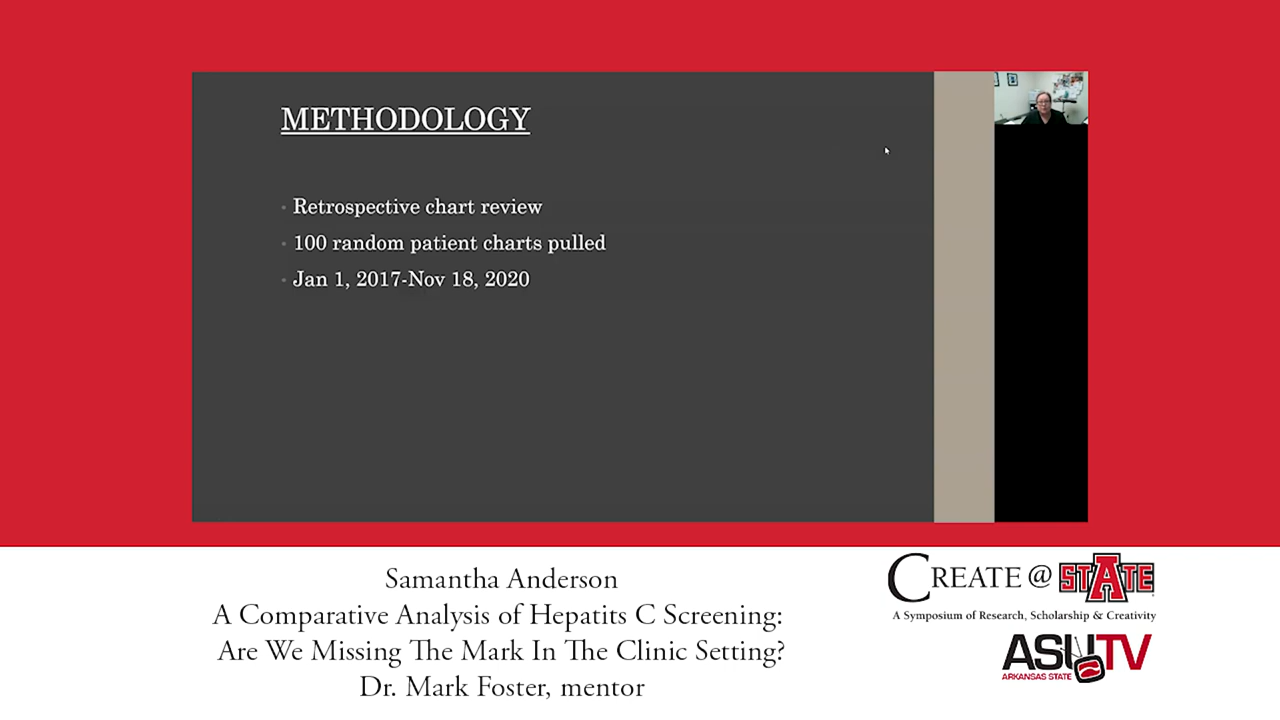 METHODOLOGY
Retrospective chart review
100 random patient charts pulled
Jan 1, 2017-Nov 18, 2020
Samantha Anderson
A Comparative Analysis of Hepatits C Screening:
Are We Missing The Mark In The Clinic Setting?
Dr. Mark Foster, mentor
CREATE @ STATE
A Symposium of Research, Scholarship & Creativity
ASUTV
ARKANSAS STATE